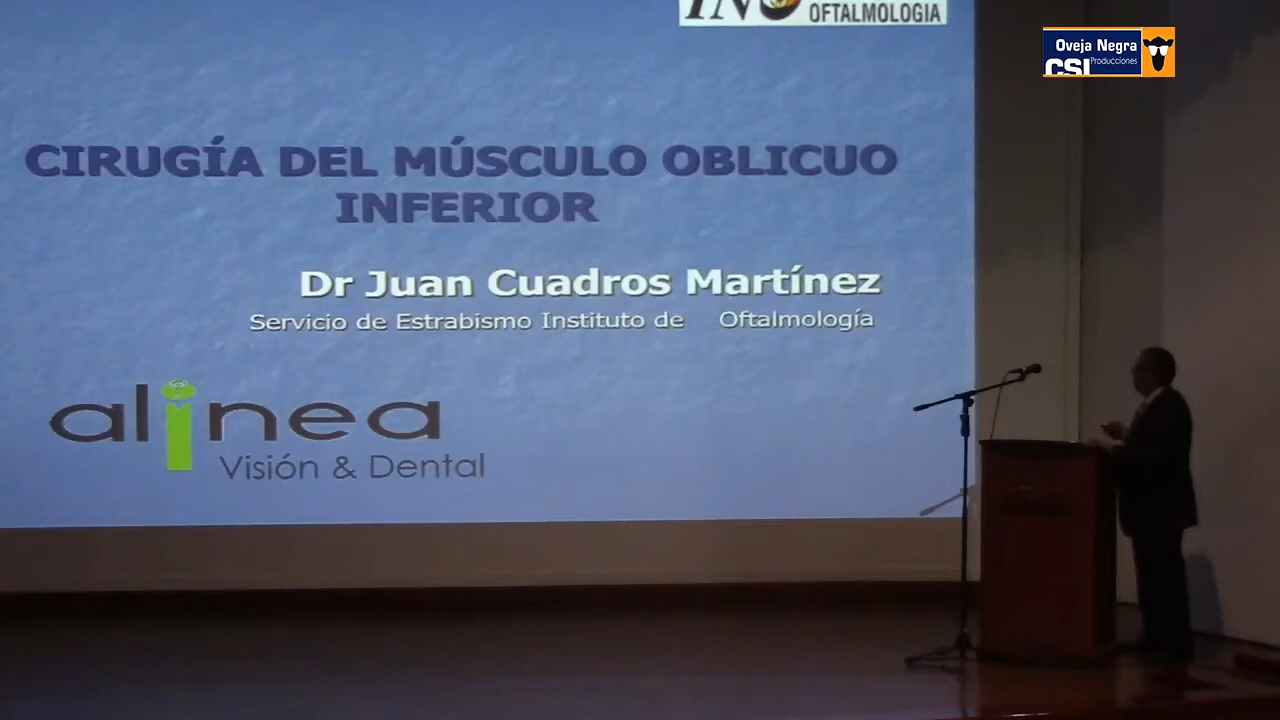 OFTALMOLOGIA
Oveja Negra
CSI Producciones
CIRUGÍA DEL MÚSCULO OBLICUO
INFERIOR
Dr Juan Cuadros Martínez
Servicio de Estrabismo Instituto de Oftalmología
alinea
Visión & Dental